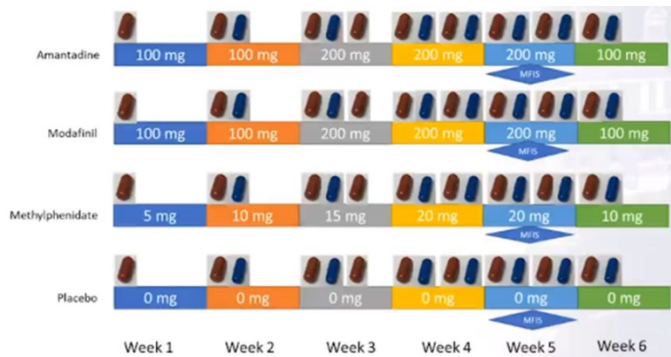 Amantadine 100 mg 100 mg 200 mg 200 mg 200 mg 100 mg
MFIS
Modafinil 100 mg 100 mg 200 mg 200 mg 200 mg 100 mg
MFIS
Methylphenidate 5 mg 10 mg 15 mg 20 mg 20 mg 10 mg
MFIS
Placebo 0 mg 0 mg 0 mg 0 mg 0 mg 0 mg
MFIS
Week 1 Week 2 Week 3 Week 4 Week 5 Week 6